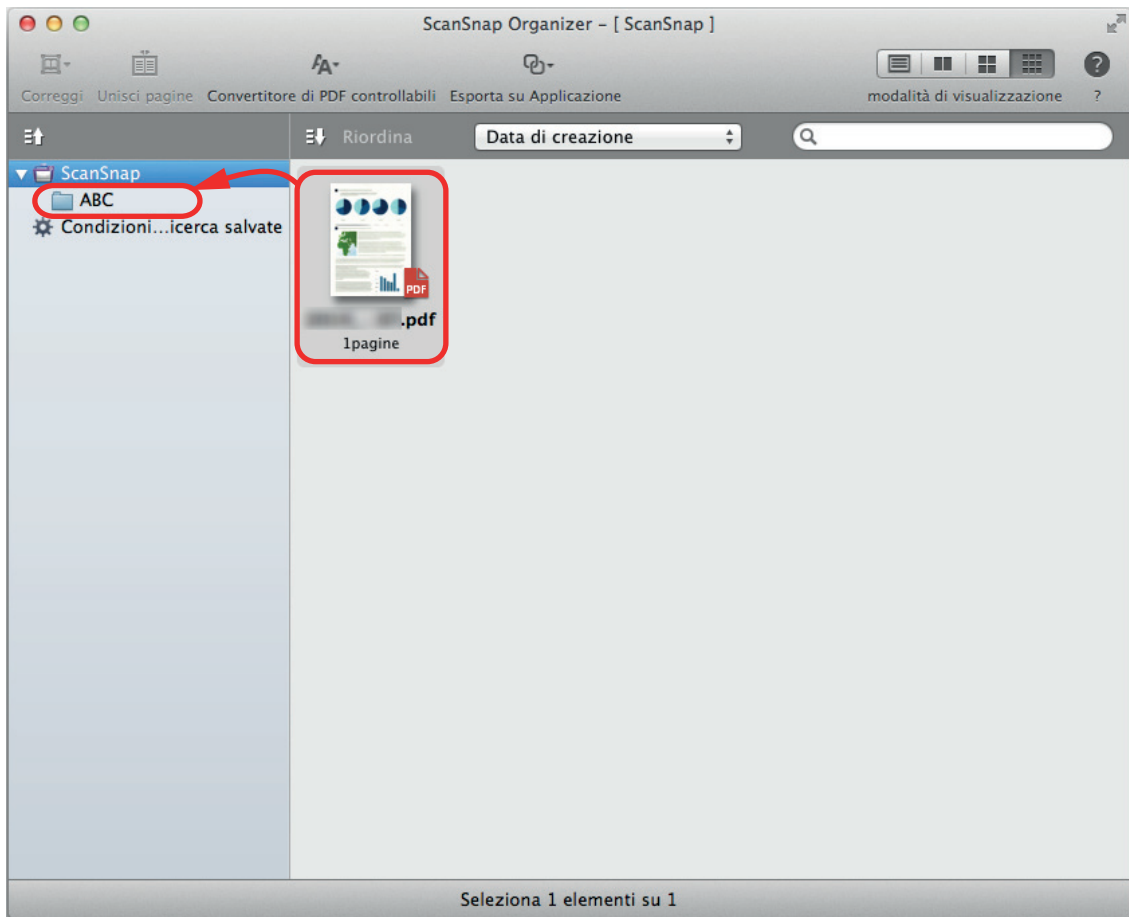 ScanSnap Organizer – [ ScanSnap ]
Correggi Unisci pagine Convertitore di PDF controllabili Esporta su Applicazione modalità di visualizzazione ?
Riordina Data di creazione
ScanSnap
ABC
Condizioni...icerca salvate
PDF
.pdf
1pagine
Seleziona 1 elementi su 1